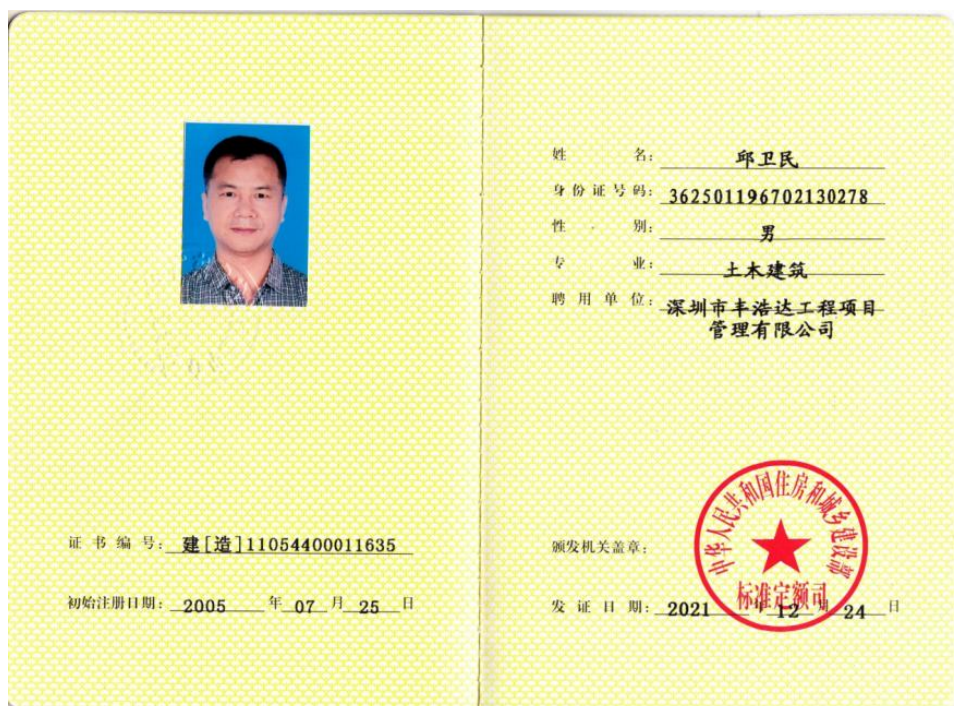 证书编号：建[造]11054400011635
初始注册日期：2005年07月25日
姓名：邱卫民
身份证号码：362501196702130278
性别：男
专业：土木建筑
聘用单位：深圳市丰浩达工程项目
管理有限公司
中华人民共和国住房和城乡建设部
标准定额司
颁发机关盖章：
发证日期：2021年12月24日